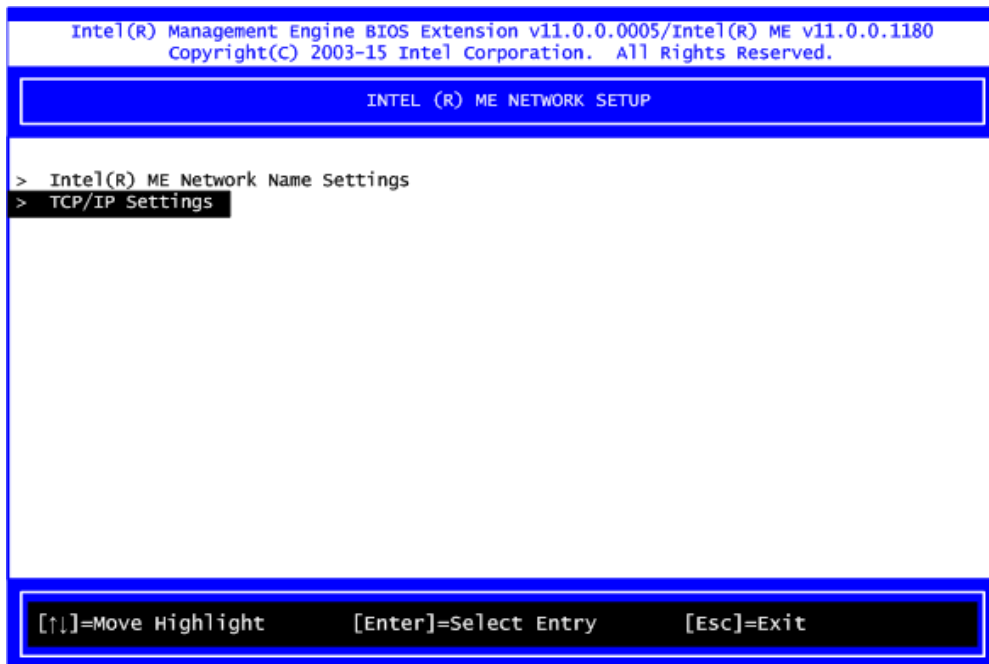 Intel(R) Management Engine BIOS Extension v11.0.0.0005/Intel(R) ME v11.0.0.1180
Copyright(C) 2003-15 Intel Corporation. All Rights Reserved.
INTEL (R) ME NETWORK SETUP
> Intel(R) ME Network Name Settings
> TCP/IP Settings
[↑↓]=Move Highlight [Enter]=Select Entry [Esc]=Exit